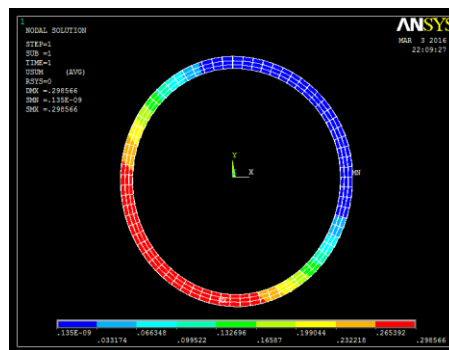 1
NODAL SOLUTION
ANSYS
STEP=1
SUB =1
TIME=1
USUM (AVG)
RSYS=0
DMX =.298566
SMN =.135E-09
SMX =.298566
MAR 3 2016
22:09:27
Y
X
MN
.135E-09 .066348 .132696 .199044 .265392
.033174 .099522 .16587 .232218 .298566